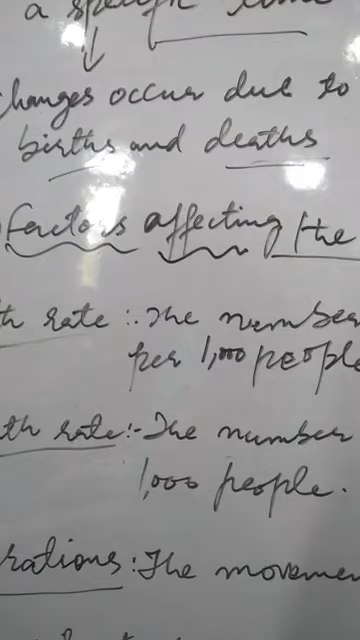 a specific
changes occur due to
births and deaths
Factors affecting the
th rate :- The number
per 1,000 people
th rate :- The number
1,000 people.
rations : The movemen